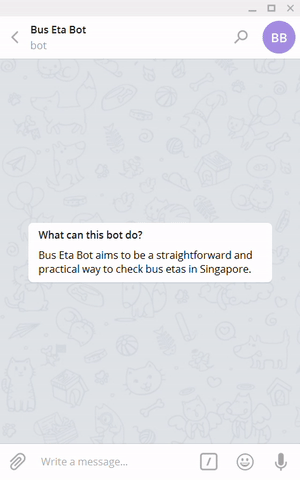 Bus Eta Bot
bot
BB
What can this bot do?
Bus Eta Bot aims to be a straightforward and
practical way to check bus etas in Singapore.
Write a message...
/